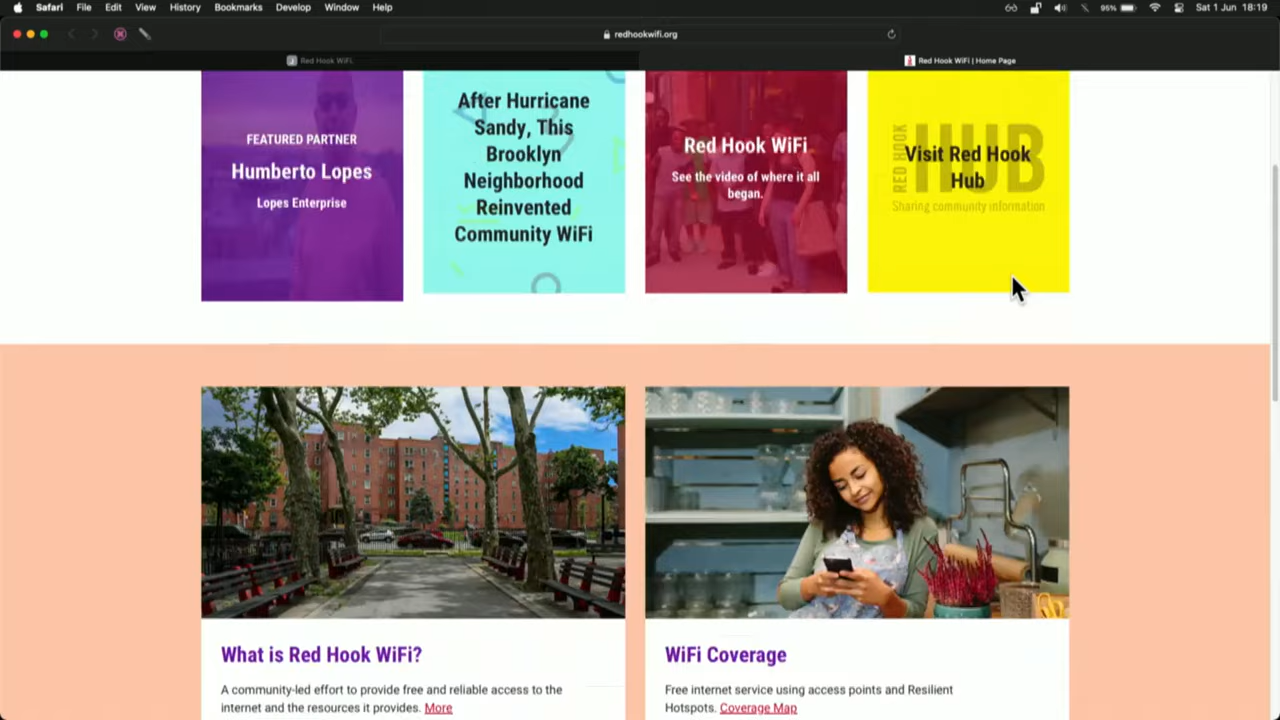 Safari File Edit View History Bookmarks Develop Window Help 95% Sat 1 Jun 18:19
redhookwifi.org
Red Hook WiFi. Red Hook WiFi | Home Page
FEATURED PARTNER
Humberto Lopes
Lopes Enterprise
After Hurricane
Sandy, This
Brooklyn
Neighborhood
Reinvented
Community WiFi
Red Hook WiFi
See the video of where it all
began.
RED HOOK
HUB
Visit Red Hook
Hub
Sharing community information
What is Red Hook WiFi?
A community-led effort to provide free and reliable access to the
internet and the resources it provides. More
WiFi Coverage
Free internet service using access points and Resilient
Hotspots. Coverage Map